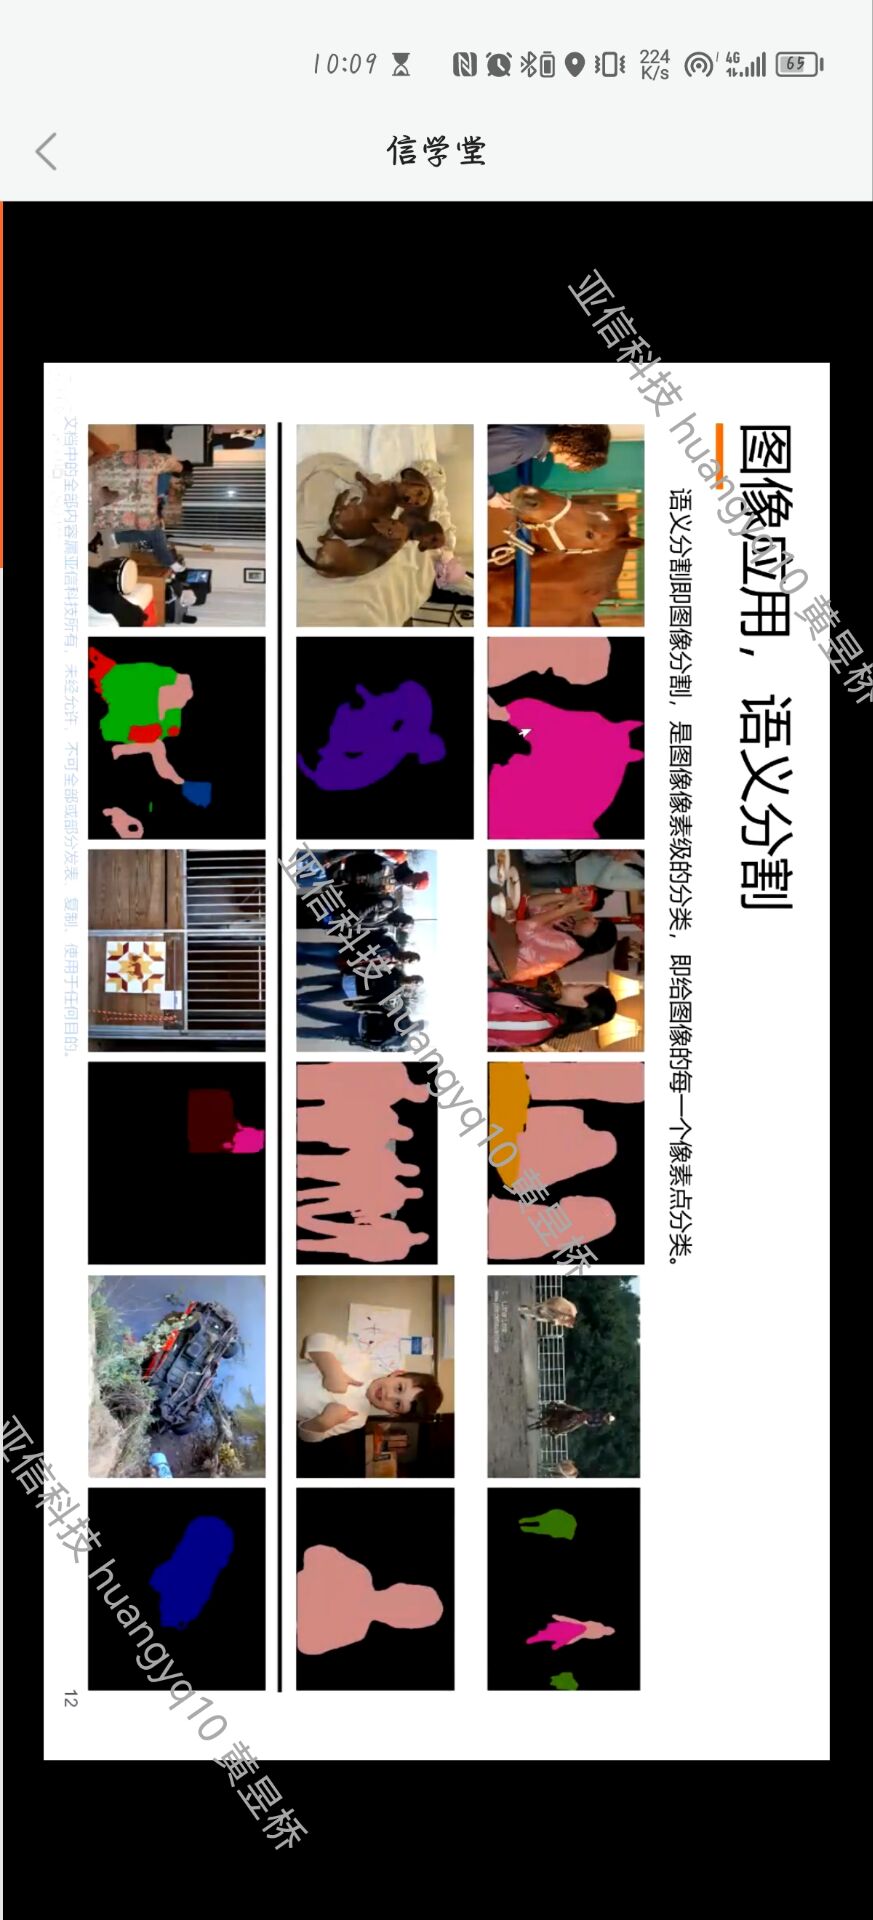 10:09
224
K/s
4G
65
信学堂
图像应用，语义分割
语义分割即图像分割，是图像像素级的分类，即给图像的每一个像素点分类。
文档中的全部内容属亚信科技所有，未经允许，不可全部或部分发表、复制、使用于任何目的。
12
亚信科技 huangyq10 黄昱桥
亚信科技 huangyq10 黄昱桥
亚信科技 huangyq10 黄昱桥